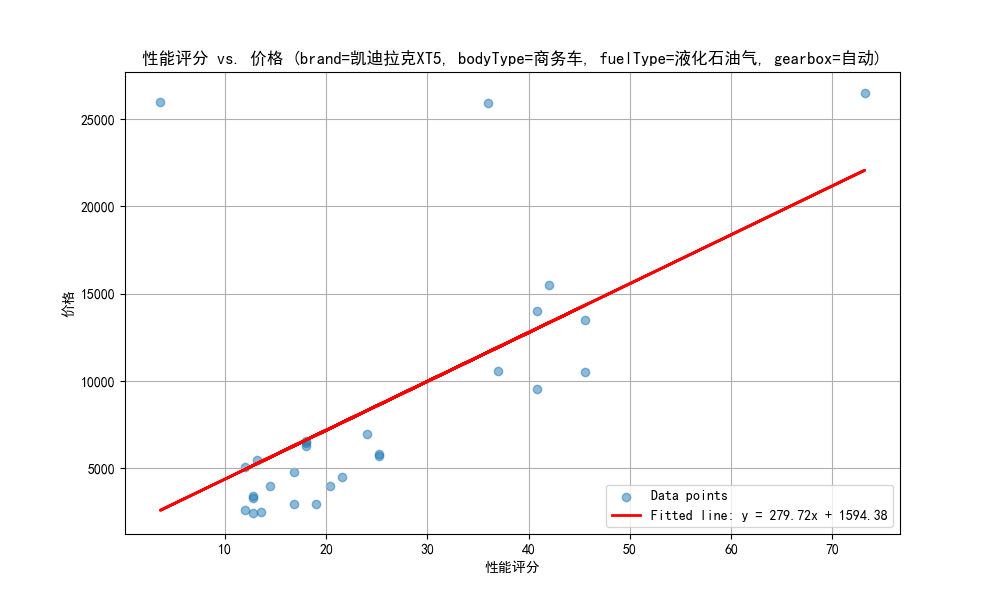 性能评分 vs. 价格 (brand=凯迪拉克XT5, bodyType=商务车, fuelType=液化石油气, gearbox=自动)
25000
20000
15000
10000
5000
价格
10 20 30 40 50 60 70
性能评分
Data points
Fitted line: y = 279.72x + 1594.38